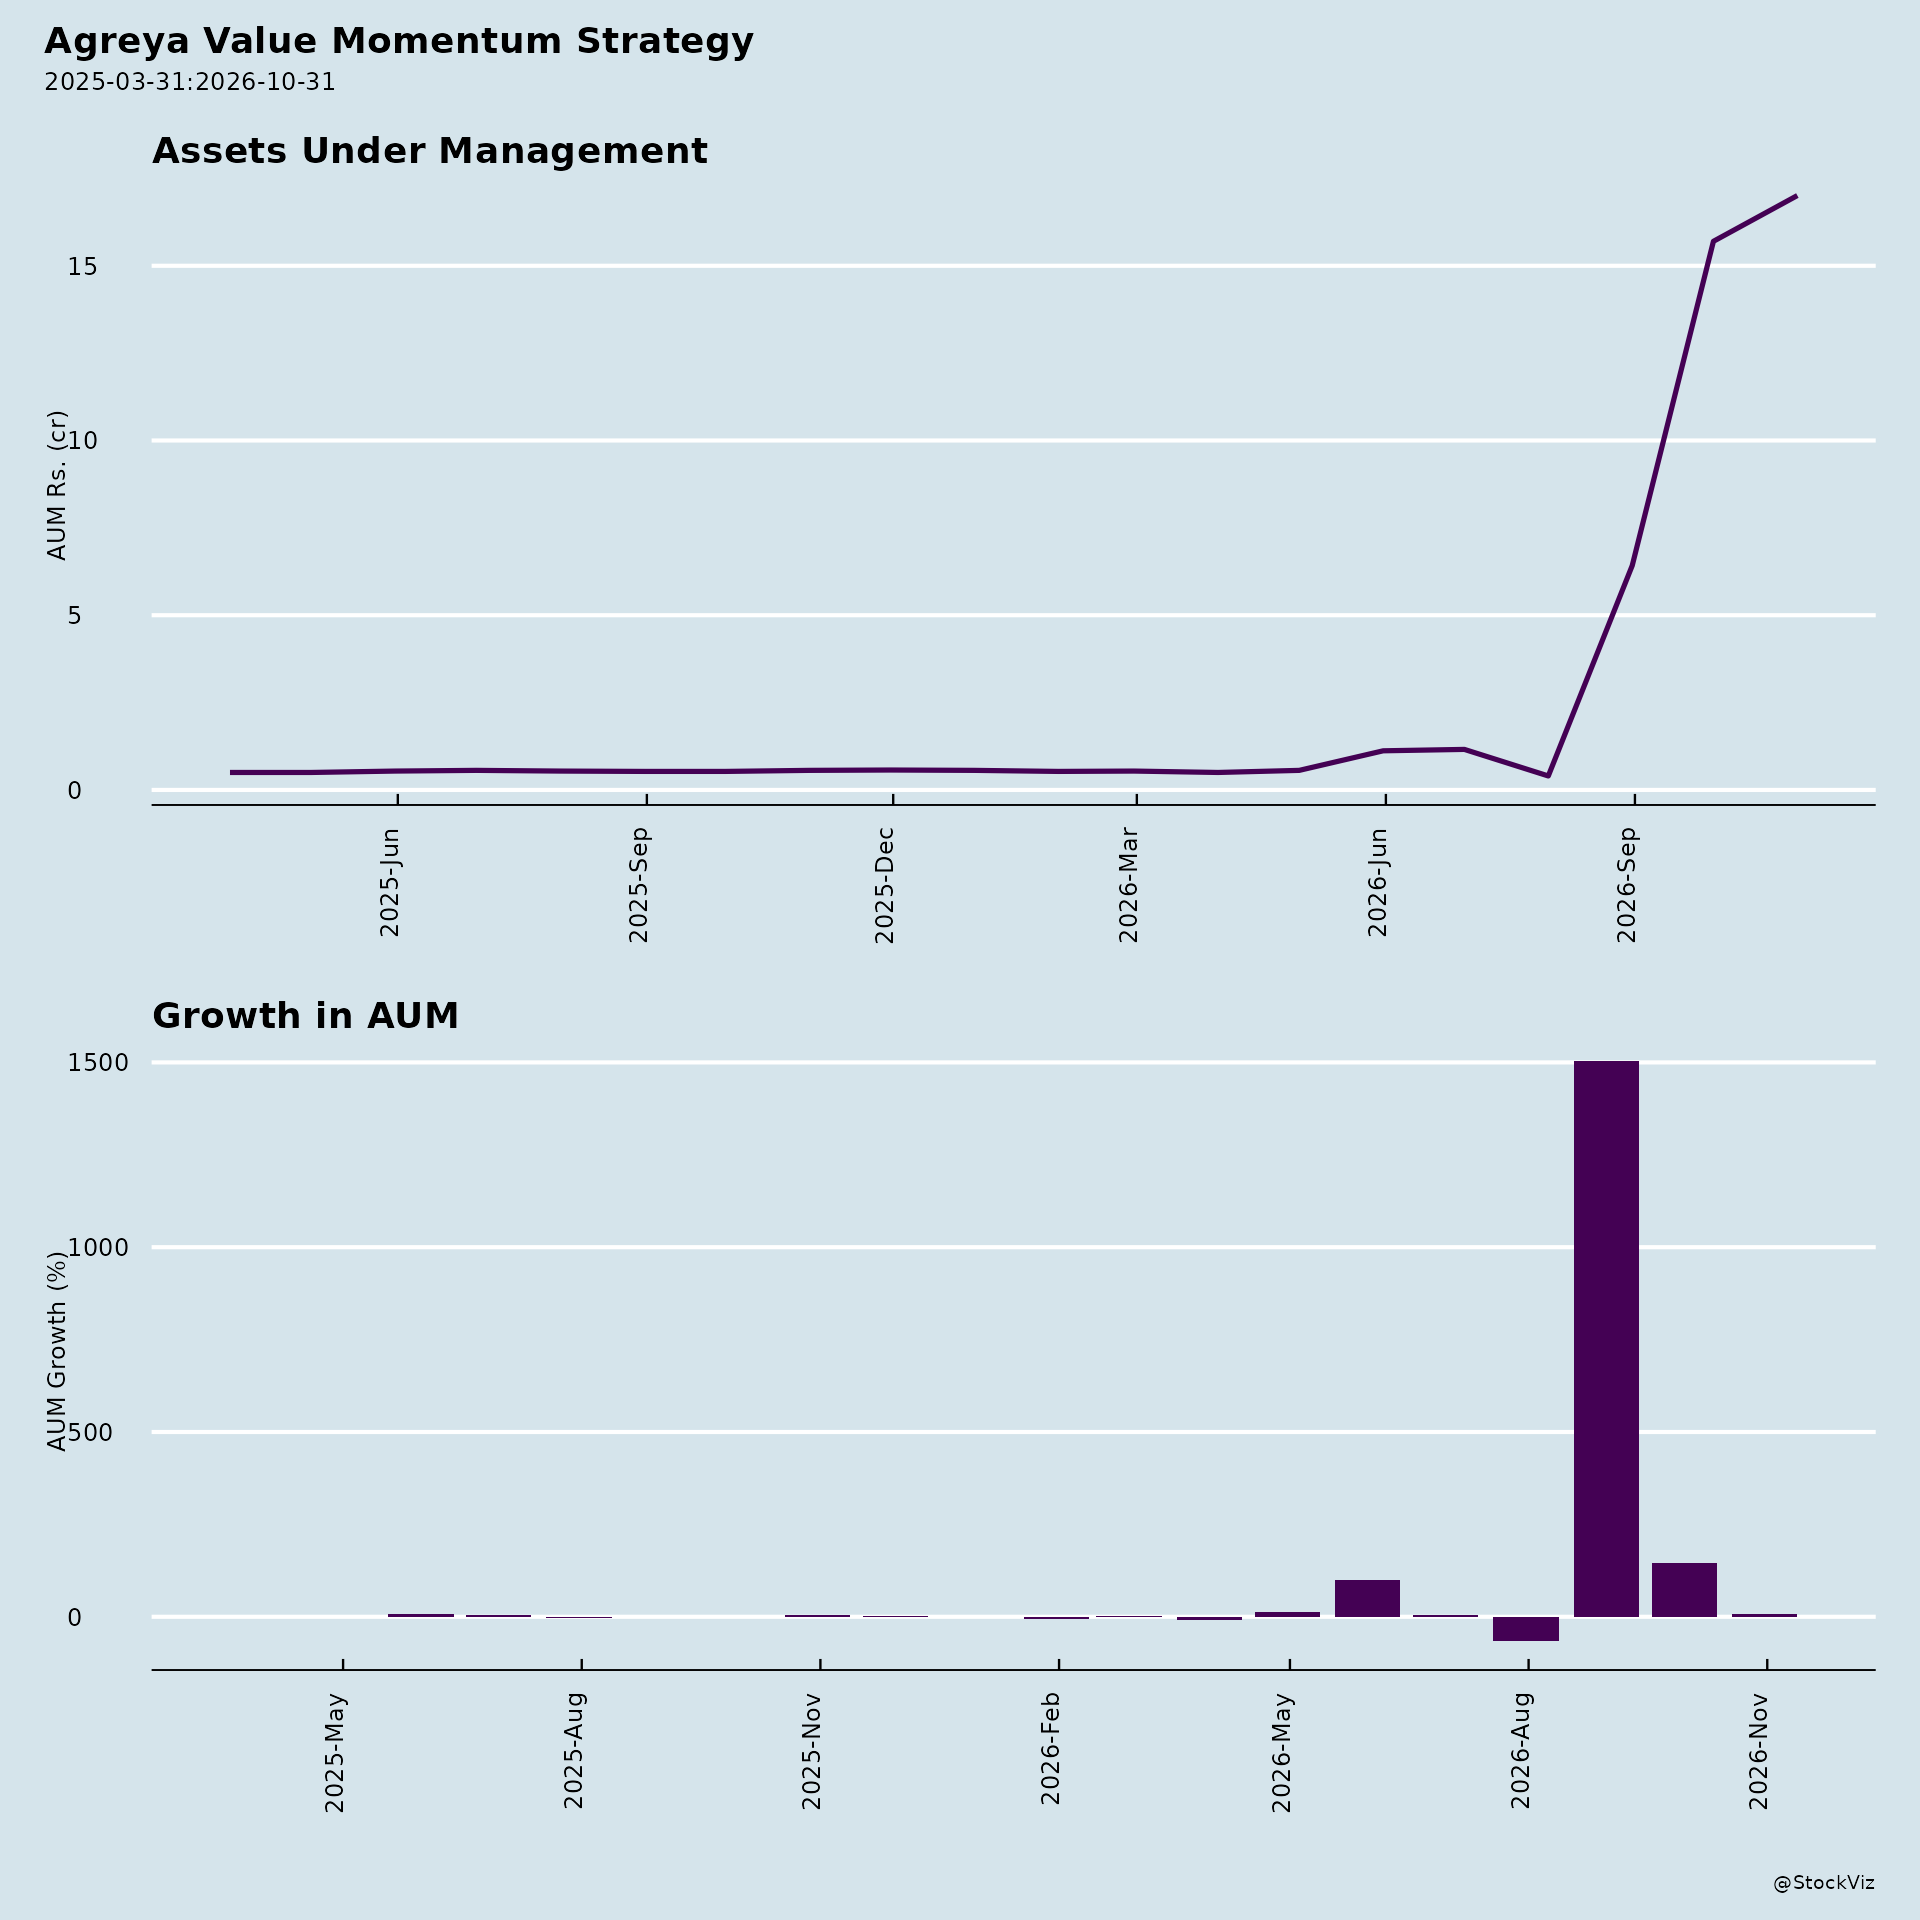 Agreya Value Momentum Strategy
2025-03-31:2026-10-31
Assets Under Management
AUM Rs. (cr)
15
10
5
0
2025-Jun
2025-Sep
2025-Dec
2026-Mar
2026-Jun
2026-Sep
Growth in AUM
AUM Growth (%)
1500
1000
500
0
2025-May
2025-Aug
2025-Nov
2026-Feb
2026-May
2026-Aug
2026-Nov
@StockViz